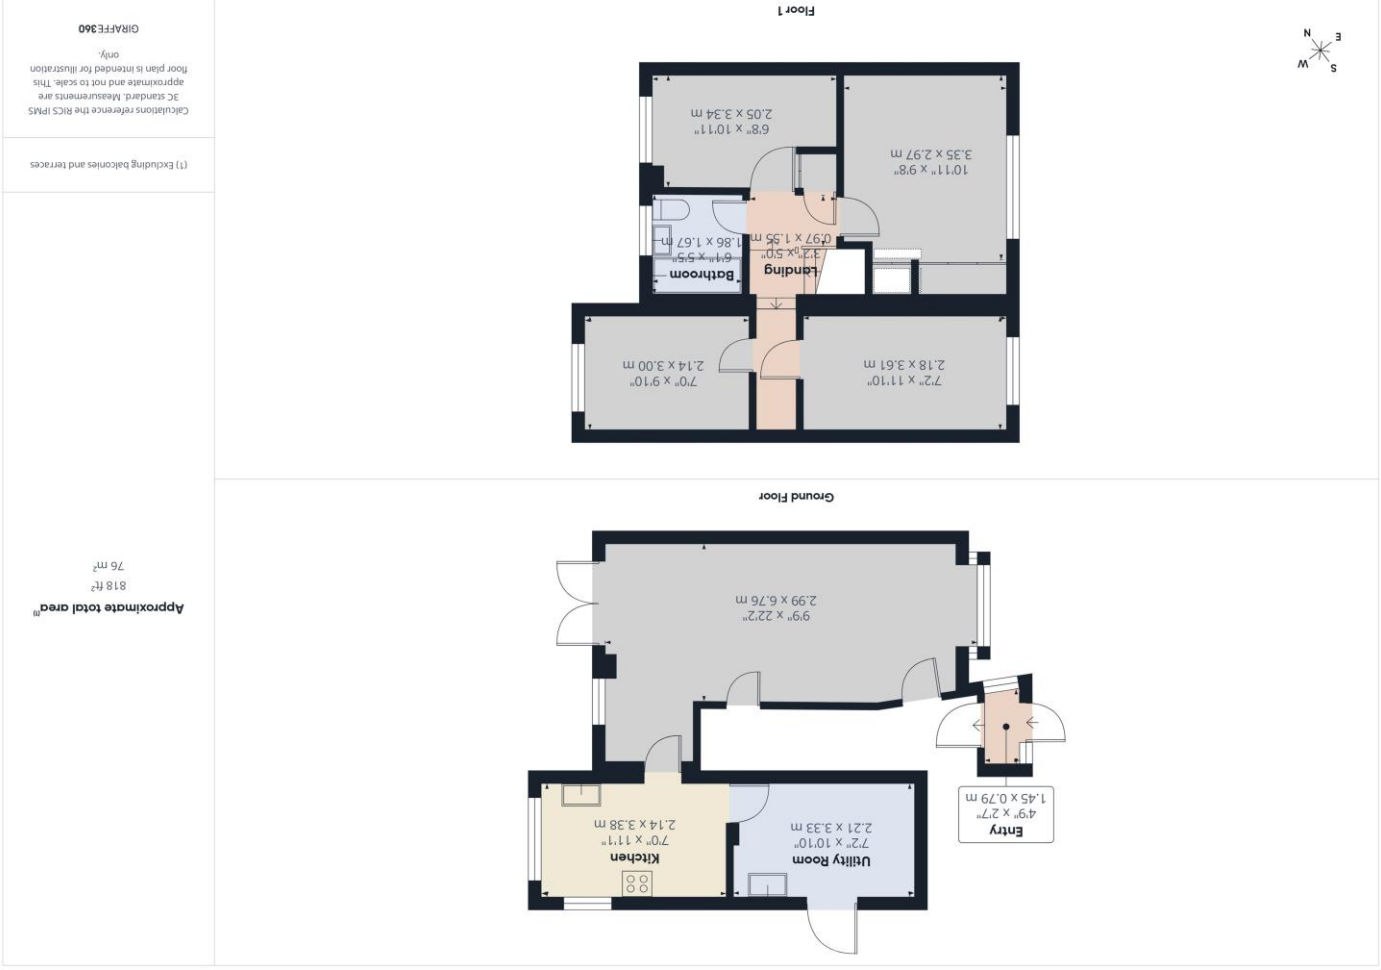 Utility Room
7'2" x 10'10"
2.21 x 3.33 m
Kitchen
7'0" x 11'1"
2.14 x 3.38 m
Entry
4'9" x 2'7"
1.45 x 0.79 m
9'9" x 22'2"
2.99 x 6.76 m
Ground Floor
7'2" x 11'10"
2.18 x 3.61 m
7'0" x 9'10"
2.14 x 3.00 m
Landing
3'2" x 5'0"
0.97 x 1.55 m
Bathroom
6'1" x 5'5"
1.86 x 1.67 m
10'11" x 9'8"
3.35 x 2.97 m
6'8" x 10'11"
2.05 x 3.34 m
S
W
E
N
Floor 1
Approximate total area(1)
818 ft²
76 m²
(1) Excluding balconies and terraces
Calculations reference the RICS IPMS
3C standard. Measurements are
approximate and not to scale. This
floor plan is intended for illustration
only.
GIRAFFE360